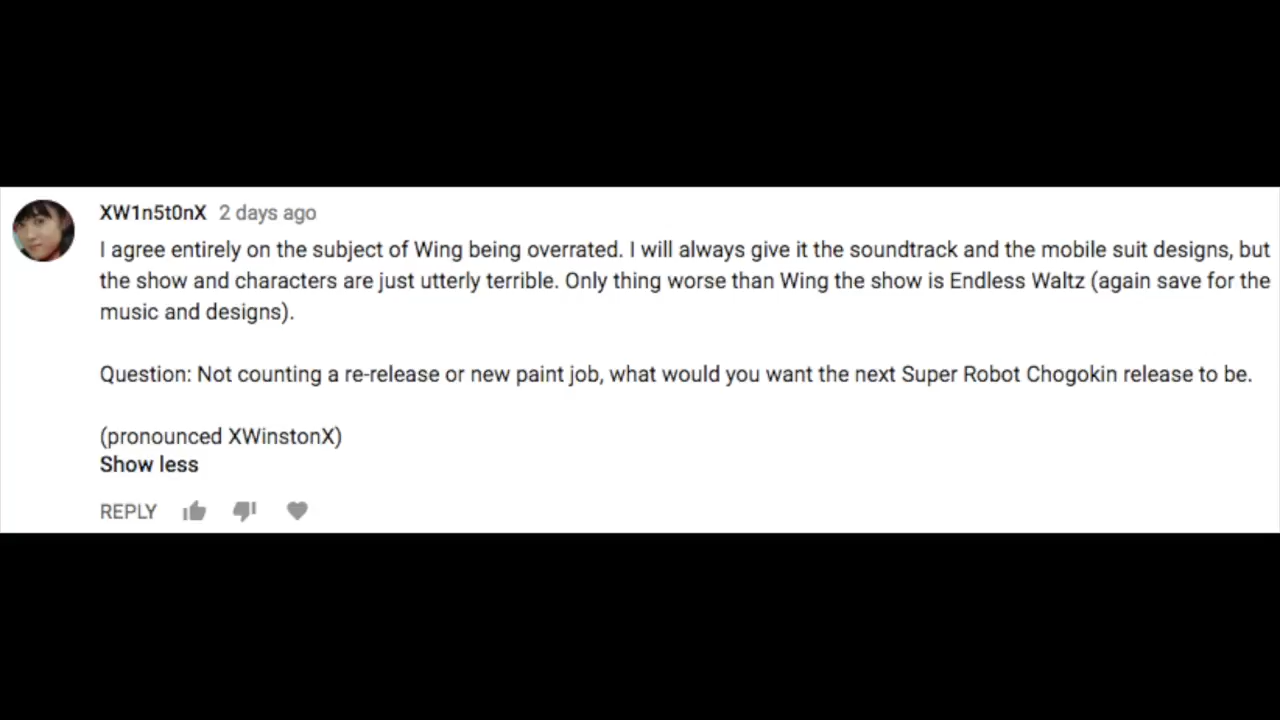 XW1n5t0nX 2 days ago
I agree entirely on the subject of Wing being overrated. I will always give it the soundtrack and the mobile suit designs, but
the show and characters are just utterly terrible. Only thing worse than Wing the show is Endless Waltz (again save for the
music and designs).
Question: Not counting a re-release or new paint job, what would you want the next Super Robot Chogokin release to be.
(pronounced XWinstonX)
Show less
REPLY